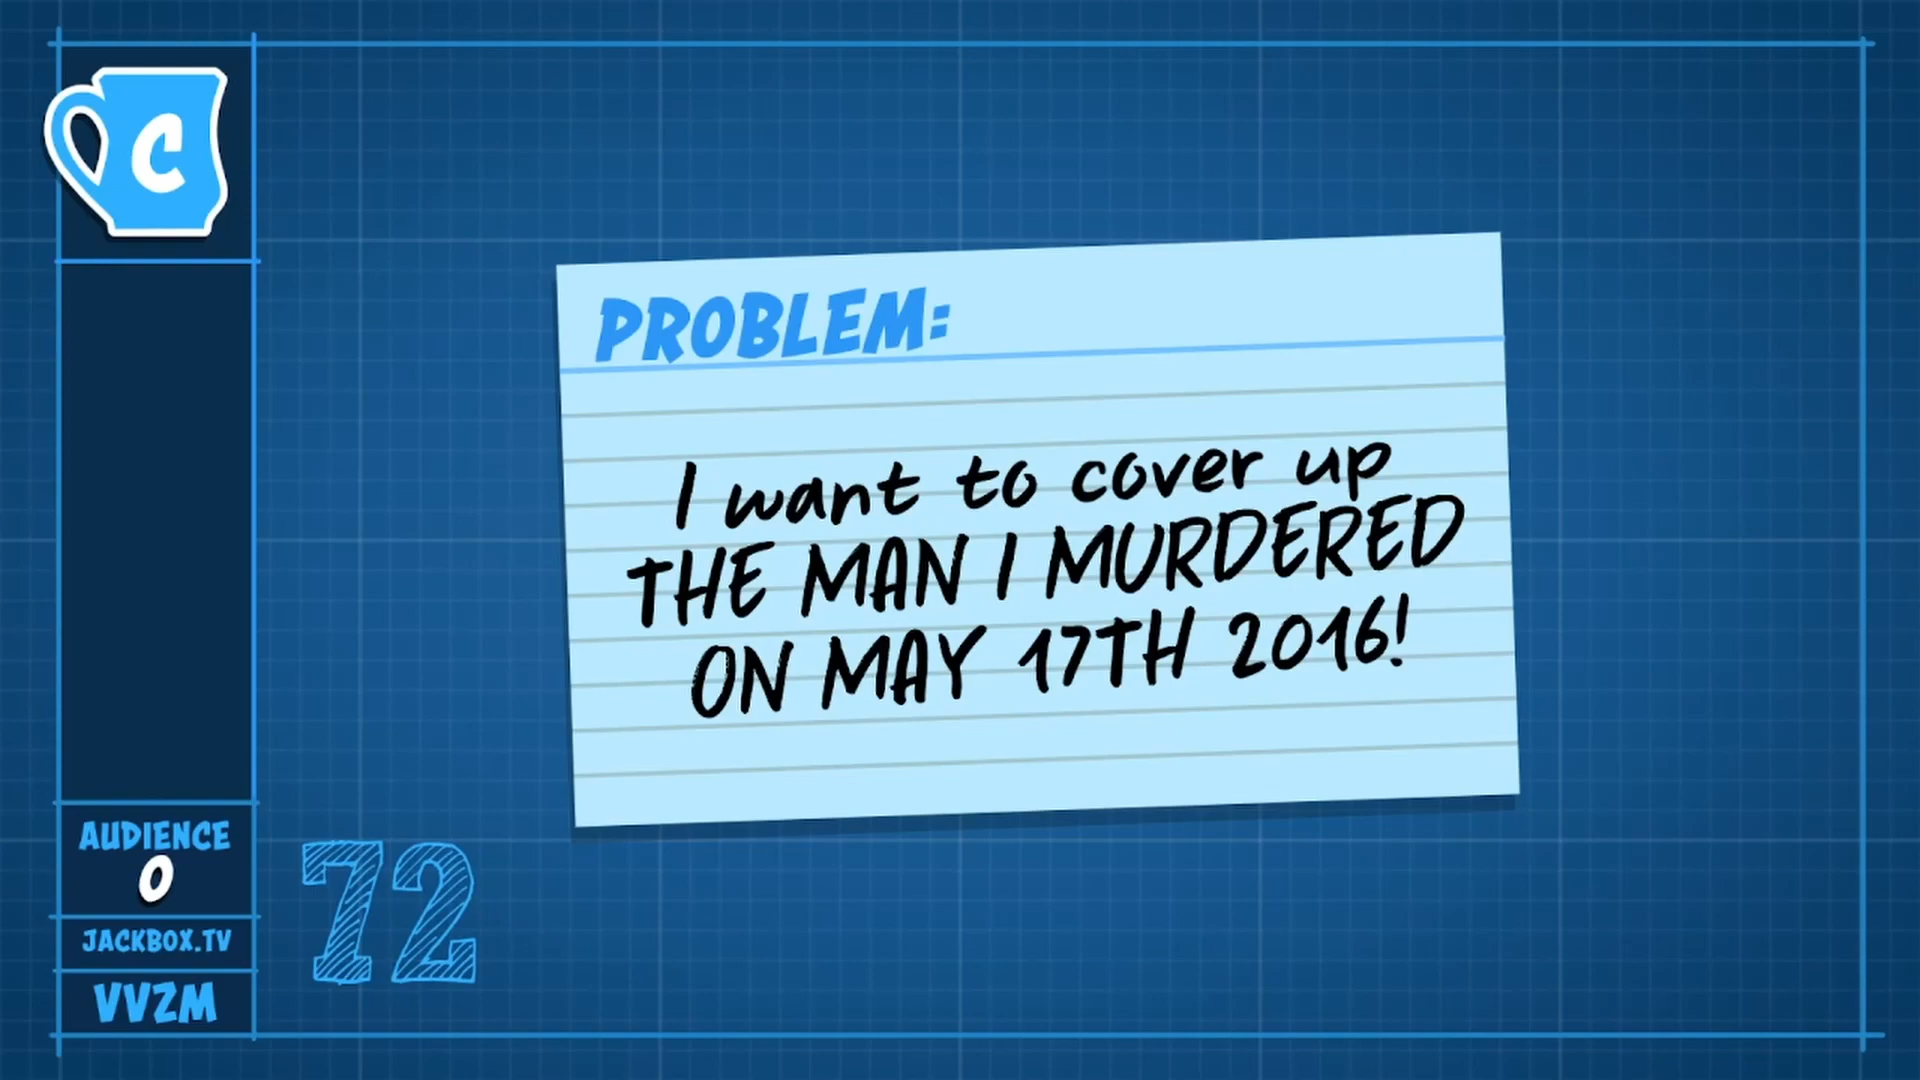 C
PROBLEM:
I want to cover up
THE MAN I MURDERED
ON MAY 17TH 2016!
AUDIENCE
0
JACKBOX.TV
VVZM
72